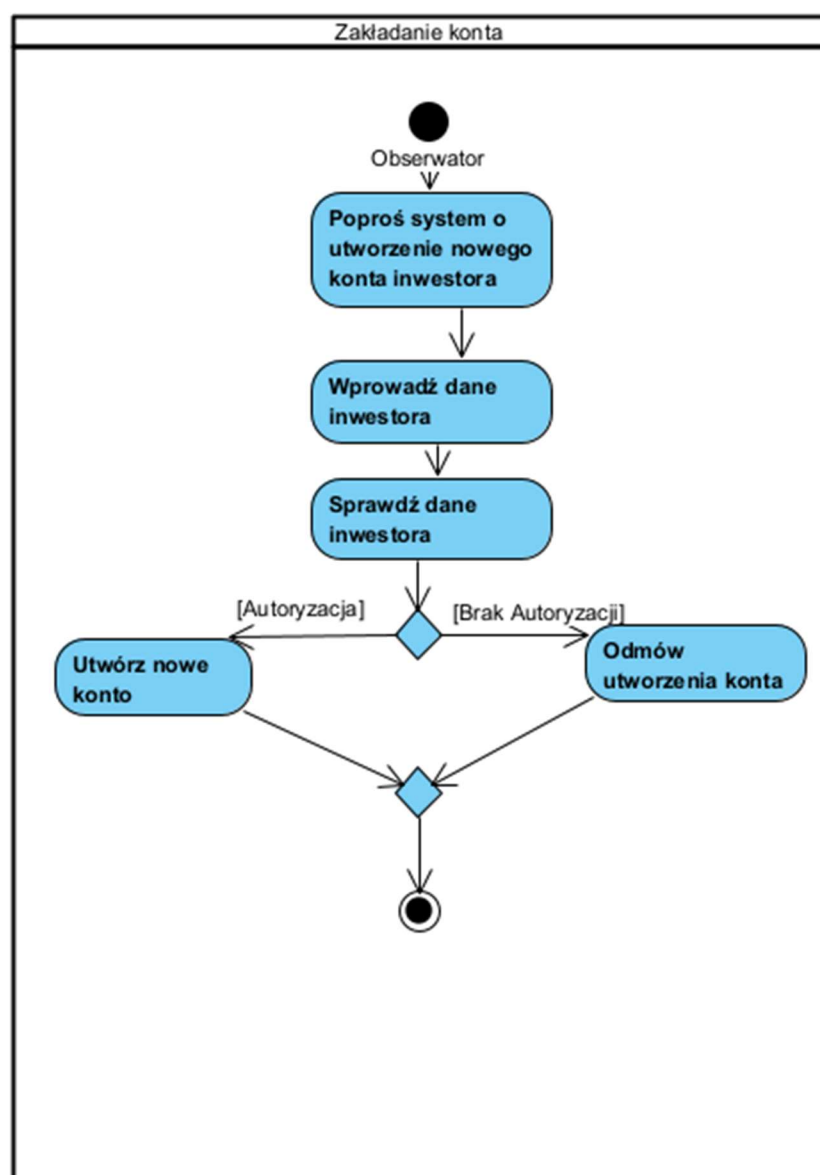 Zakładanie konta
Obserwator
Poproś system o
utworzenie nowego
konta inwestora
Wprowadź dane
inwestora
Sprawdź dane
inwestora
[Autoryzacja]
[Brak Autoryzacji]
Utwórz nowe
konto
Odmów
utworzenia konta